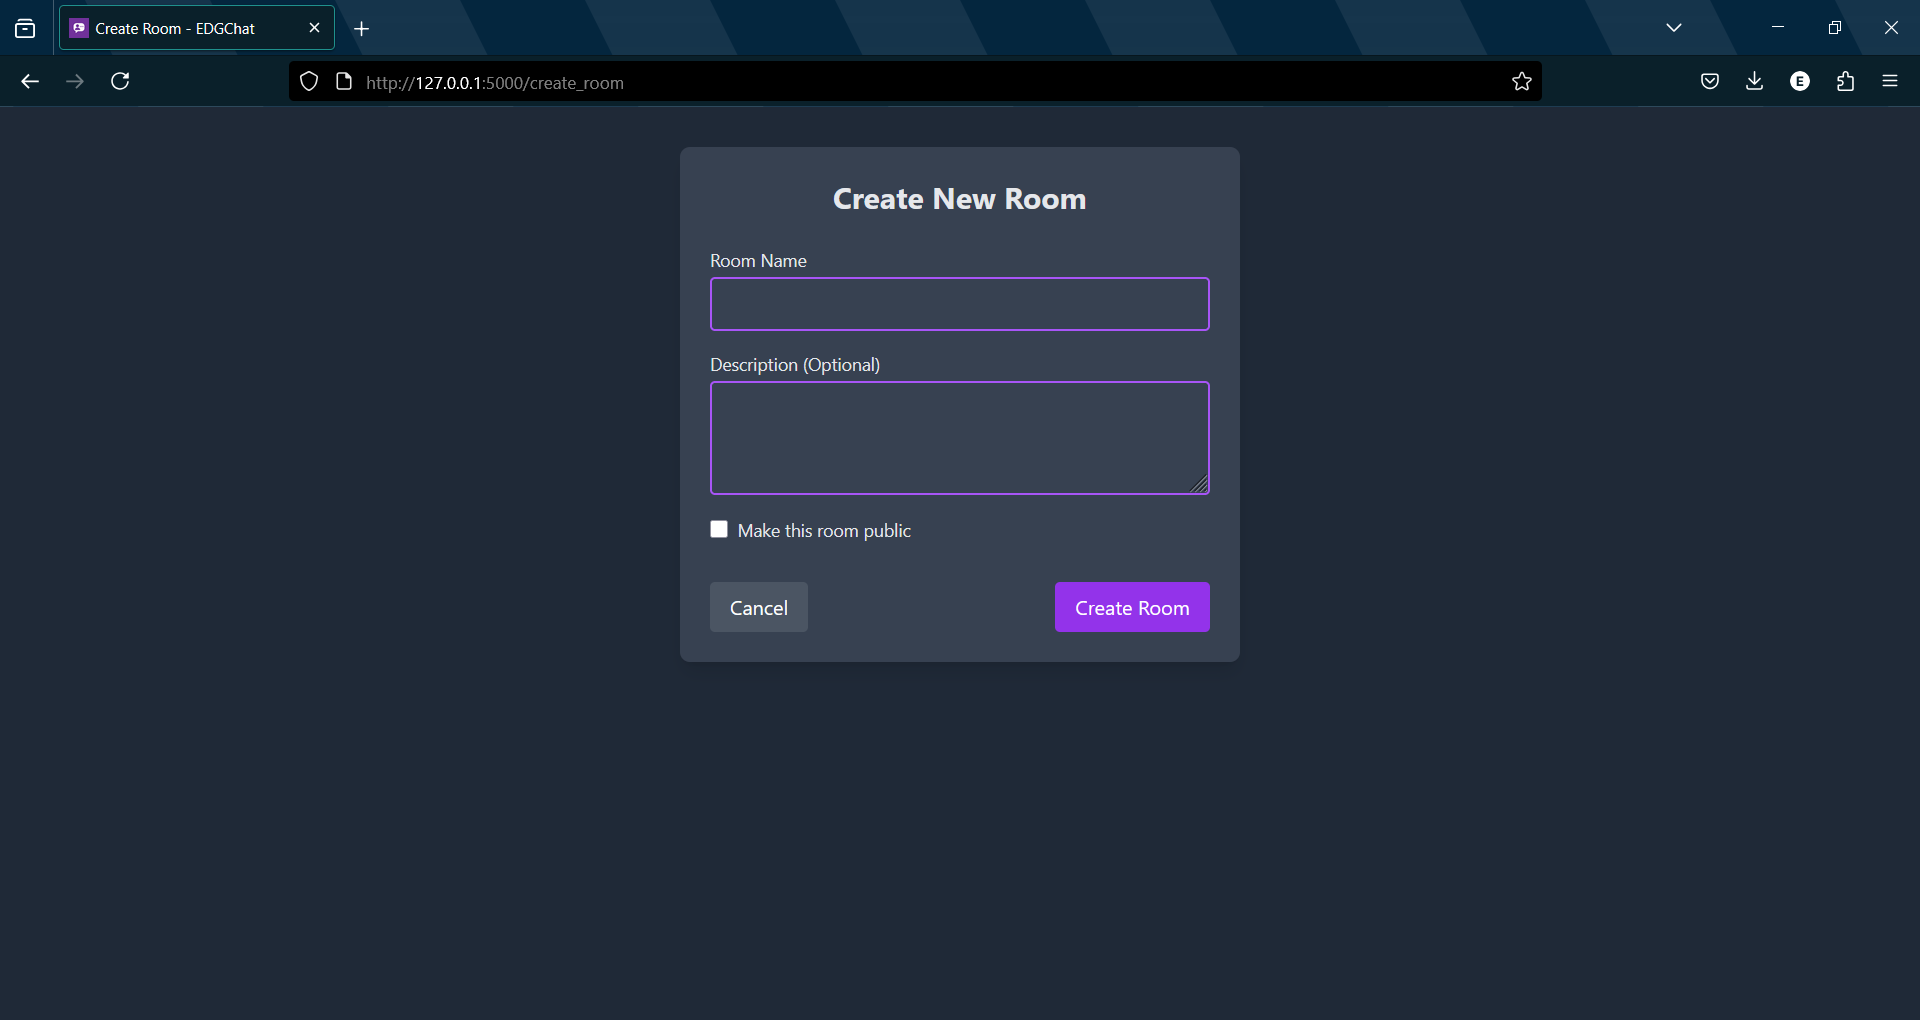 Create Room - EDGChat
http://127.0.0.1:5000/create_room
E
Create New Room
Room Name
Description (Optional)
Make this room public
Cancel
Create Room